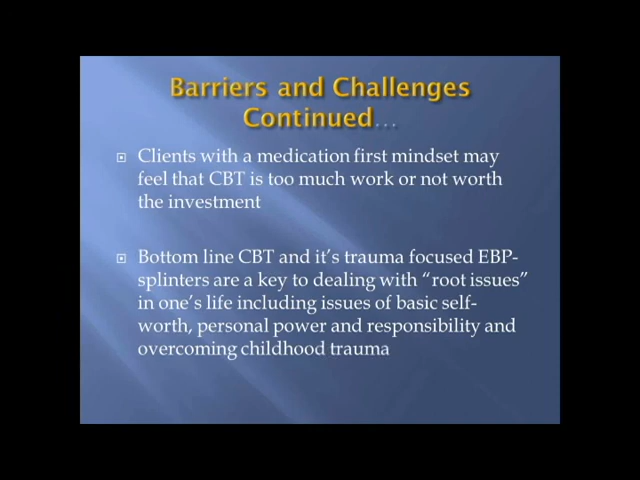 Barriers and Challenges
Continued...
Clients with a medication first mindset may
feel that CBT is too much work or not worth
the investment
Bottom line CBT and it's trauma focused EBP-
splinters are a key to dealing with “root issues”
in one's life including issues of basic self-
worth, personal power and responsibility and
overcoming childhood trauma